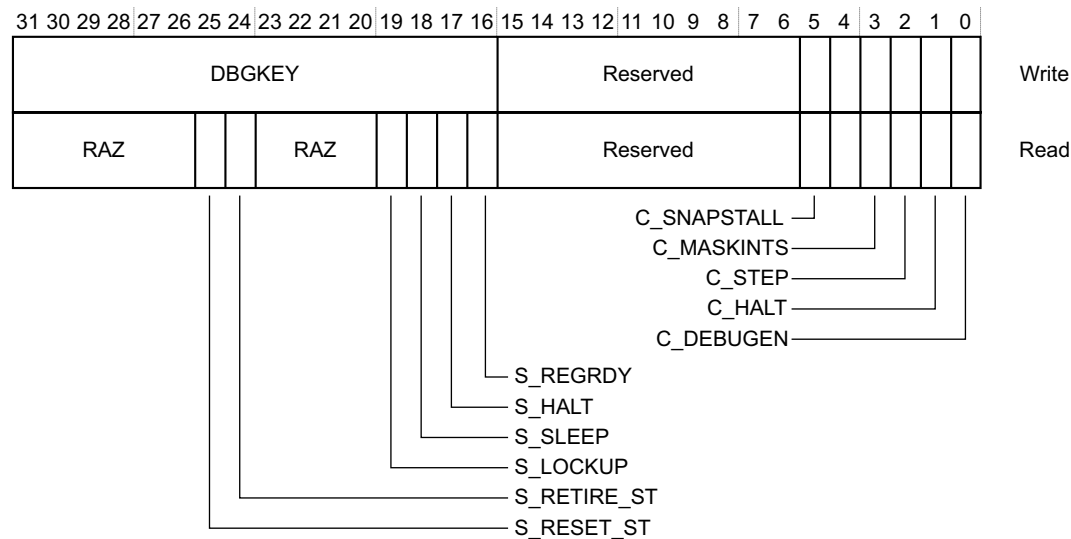 31 30 29 28 27 26 25 24 23 22 21 20 19 18 17 16 15 14 13 12 11 10 9 8 7 6 5 4 3 2 1 0
DBGKEY Reserved Write
RAZ RAZ Reserved Read
C_SNAPSTALL
C_MASKINTS
C_STEP
C_HALT
C_DEBUGEN
S_REGRDY
S_HALT
S_SLEEP
S_LOCKUP
S_RETIRE_ST
S_RESET_ST